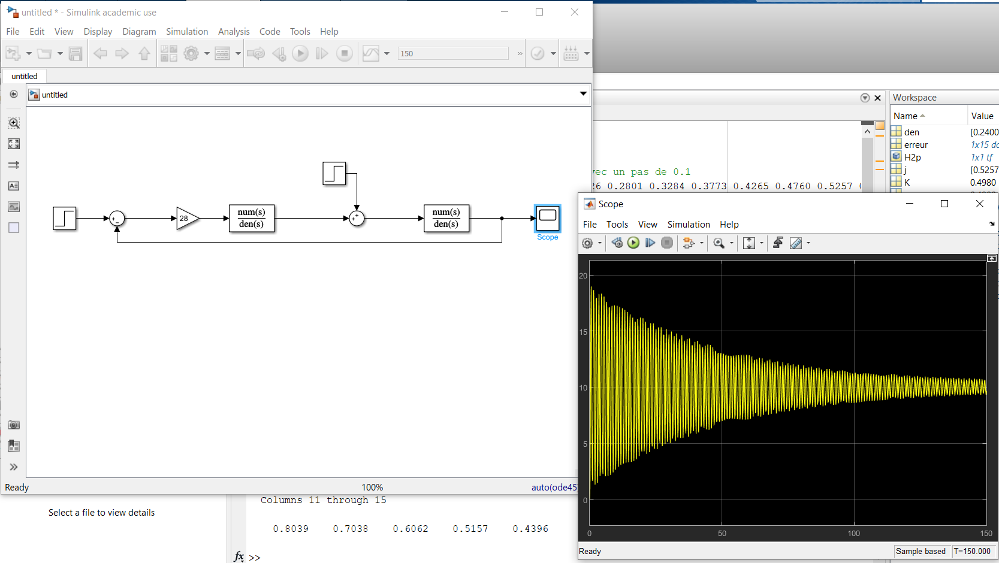 untitled * - Simulink academic use
File Edit View Display Diagram Simulation Analysis Code Tools Help
150
»
untitled
untitled
28
num(s)
den(s)
num(s)
den(s)
Scope
Ready
100%
auto(ode45)
Workspace
Name
Value
den
[0.2400
erreur
1x15 do
H2p
1x1 tf
j
[0.5257
K
0.4980
vec un pas de 0.1
26 0.2801 0.3284 0.3773 0.4265 0.4760 0.5257
Scope
File Tools View Simulation Help
20
15
10
5
0
0
50
100
150
Ready
Sample based
T=150.000
Select a file to view details
Columns 11 through 15
0.8039 0.7038 0.6062 0.5157 0.4396
fx >>